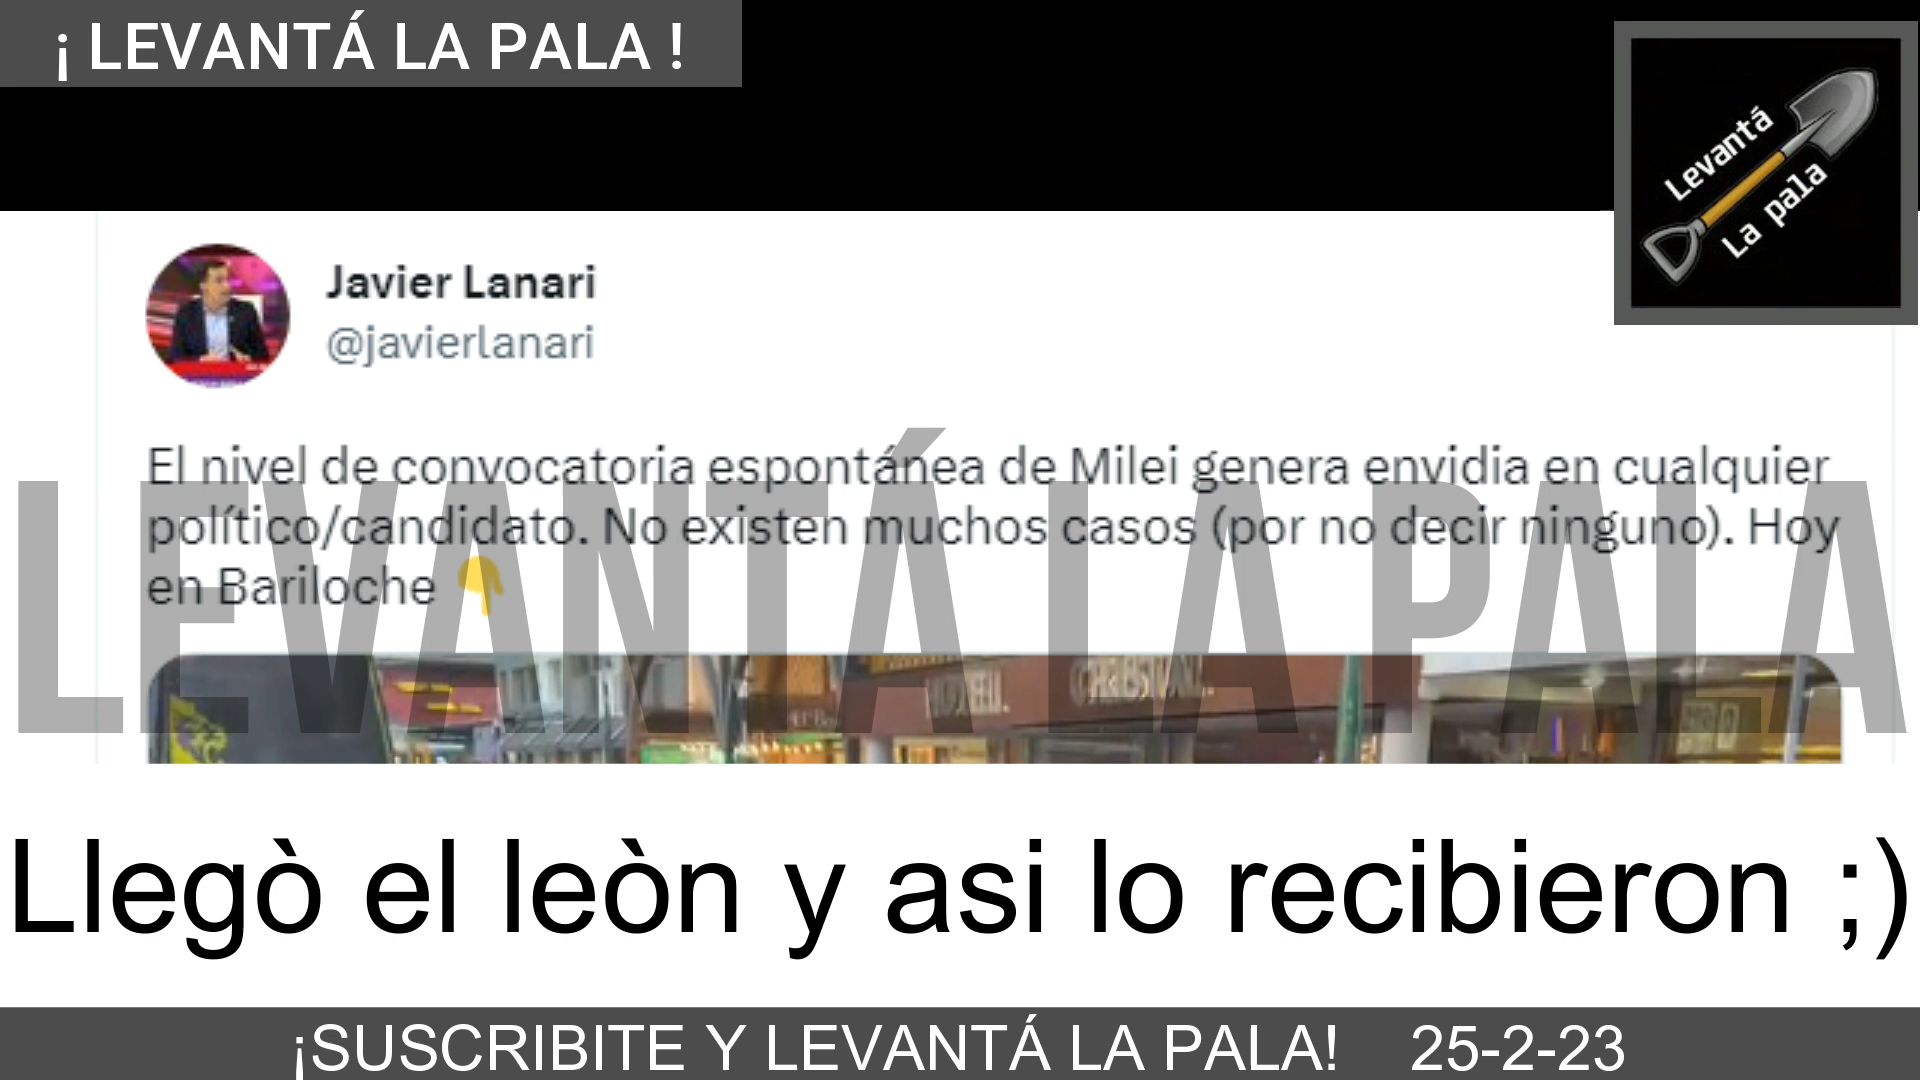 ¡ LEVANTÁ LA PALA !
Levantá
La pala
Javier Lanari
@javierlanari
El nivel de convocatoria espontánea de Milei genera envidia en cualquier
político/candidato. No existen muchos casos (por no decir ninguno). Hoy
en Bariloche 👇
LEVANTÁ LA PALA
Llegò el leòn y asi lo recibieron ;)
¡SUSCRIBITE Y LEVANTÁ LA PALA! 25-2-23